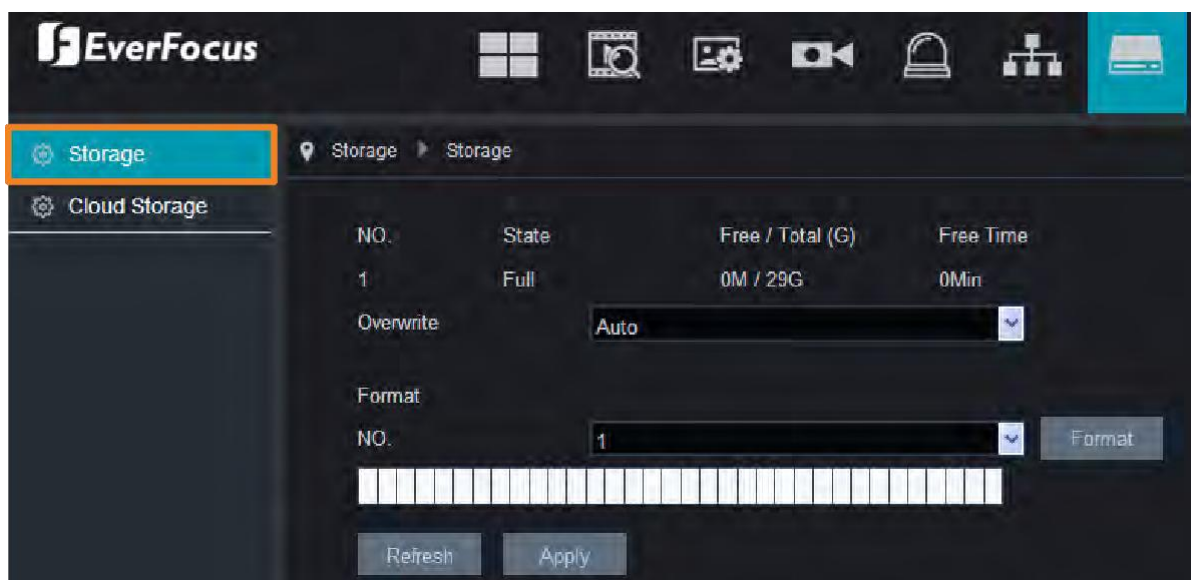 EverFocus
Storage
Cloud Storage
Storage Storage
NO. State Free / Total (G) Free Time
1 Full 0M / 29G 0Min
Overwrite Auto
Format
NO. 1 Format
Refresh Apply